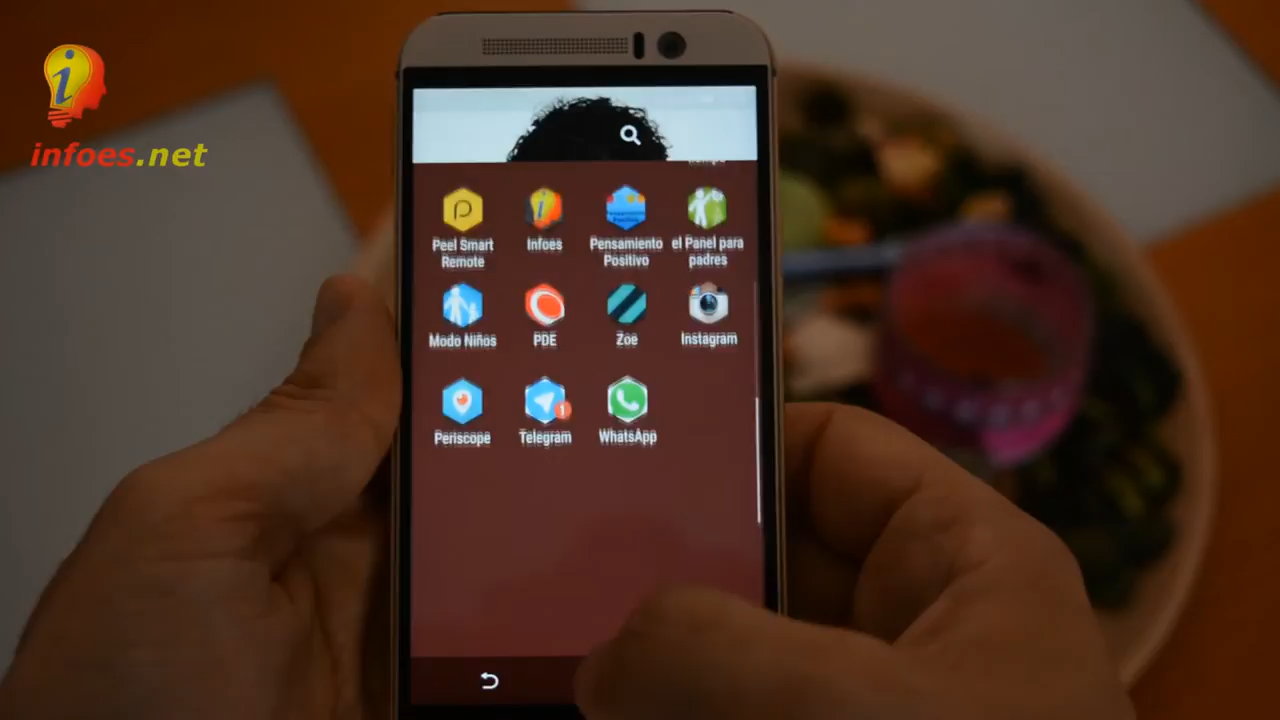 infoes.net
Peel Smart
Remote
Infoes
Pensamiento
Positivo
el Panel para
padres
Modo Niños
PDE
Zoe
Instagram
Periscope
Telegram
1
WhatsApp